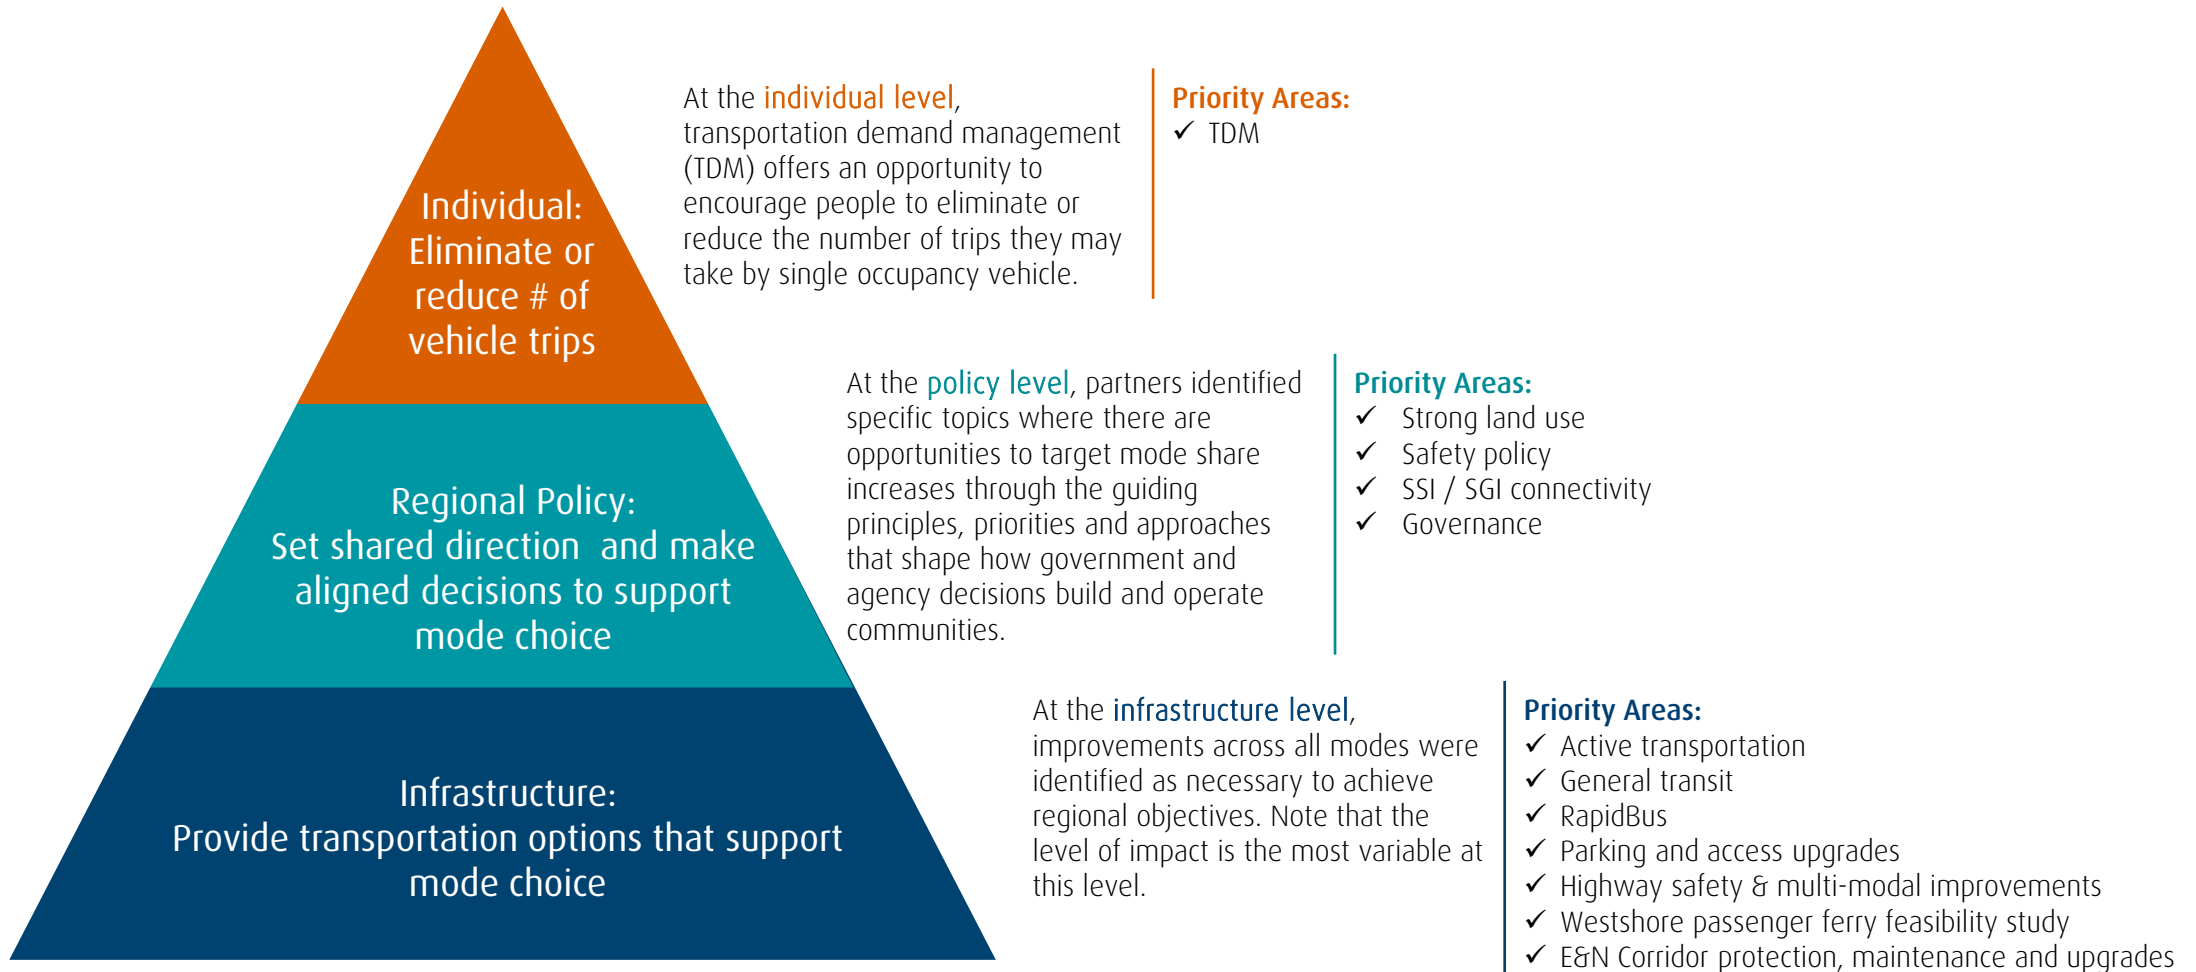 Individual:
Eliminate or
reduce # of
vehicle trips
At the individual level,
transportation demand management
(TDM) offers an opportunity to
encourage people to eliminate or
reduce the number of trips they may
take by single occupancy vehicle.
Priority Areas:
✓ TDM
Regional Policy:
Set shared direction and make
aligned decisions to support
mode choice
At the policy level, partners identified
specific topics where there are
opportunities to target mode share
increases through the guiding
principles, priorities and approaches
that shape how government and
agency decisions build and operate
communities.
Priority Areas:
✓ Strong land use
✓ Safety policy
✓ SSI / SGI connectivity
✓ Governance
Infrastructure:
Provide transportation options that support
mode choice
At the infrastructure level,
improvements across all modes were
identified as necessary to achieve
regional objectives. Note that the
level of impact is the most variable at
this level.
Priority Areas:
✓ Active transportation
✓ General transit
✓ RapidBus
✓ Parking and access upgrades
✓ Highway safety & multi-modal improvements
✓ Westshore passenger ferry feasibility study
✓ E&N Corridor protection, maintenance and upgrades